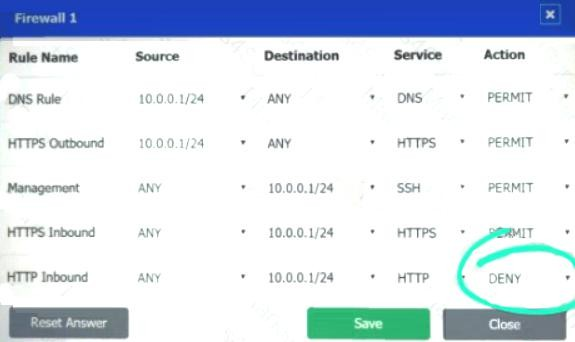 Firewall 1 x
Rule Name Source Destination Service Action
DNS Rule 10.0.0.1/24 ANY DNS PERMIT
HTTPS Outbound 10.0.0.1/24 ANY HTTPS PERMIT
Management ANY 10.0.0.1/24 SSH PERMIT
HTTPS Inbound ANY 10.0.0.1/24 HTTPS PERMIT
HTTP Inbound ANY 10.0.0.1/24 HTTP DENY
Reset Answer Save Close